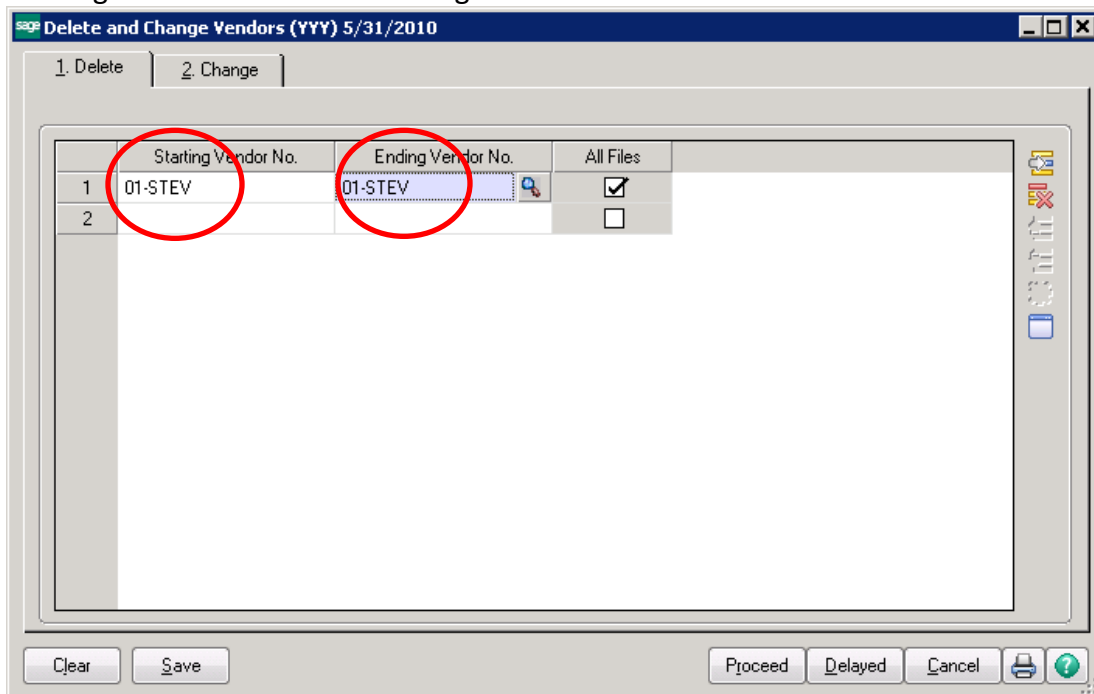 sage Delete and Change Vendors (YYY) 5/31/2010
1. Delete 2. Change
Starting Vendor No. Ending Vendor No. All Files
1 01-STEV 01-STEV
2
Clear Save Proceed Delayed Cancel